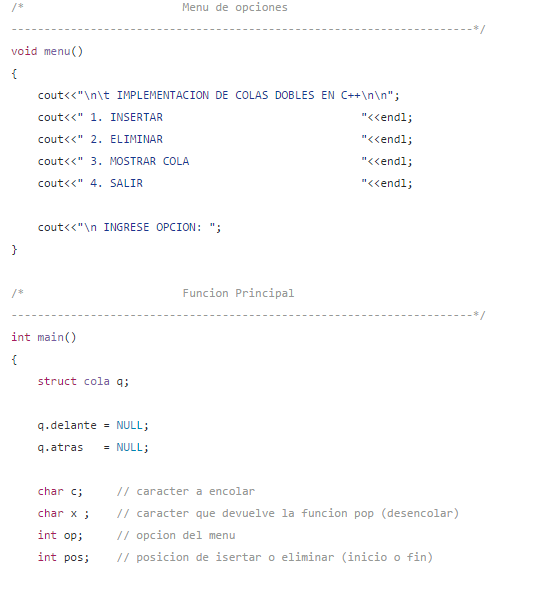 /*                        Menu de opciones
----------------------------------------------------------------------*/
void menu()
{
    cout<<"\n\t IMPLEMENTACION DE COLAS DOBLES EN C++\n\n";
    cout<<" 1. INSERTAR                              "<<endl;
    cout<<" 2. ELIMINAR                              "<<endl;
    cout<<" 3. MOSTRAR COLA                          "<<endl;
    cout<<" 4. SALIR                                 "<<endl;

    cout<<"\n INGRESE OPCION: ";
}

/*                        Funcion Principal
----------------------------------------------------------------------*/
int main()
{
    struct cola q;

    q.delante = NULL;
    q.atras   = NULL;

    char c;     // caracter a encolar
    char x ;    // caracter que devuelve la funcion pop (desencolar)
    int op;     // opcion del menu
    int pos;    // posicion de isertar o eliminar (inicio o fin)